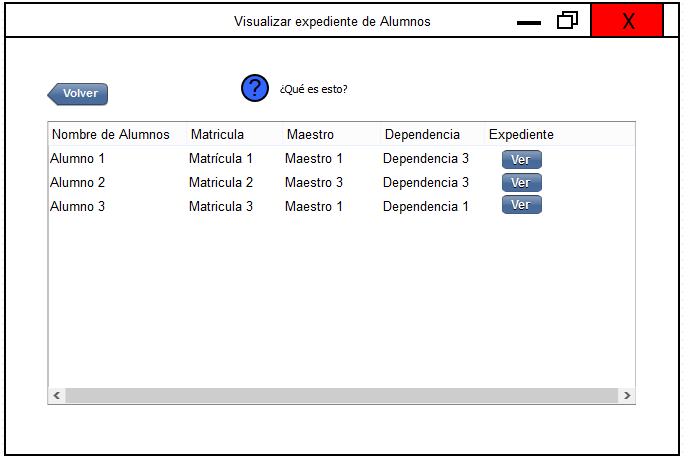 Visualizar expediente de Alumnos
X
Volver
? ¿Qué es esto?
Nombre de Alumnos Matricula Maestro Dependencia Expediente
Alumno 1 Matrícula 1 Maestro 1 Dependencia 3 Ver
Alumno 2 Matricula 2 Maestro 3 Dependencia 3 Ver
Alumno 3 Matricula 3 Maestro 1 Dependencia 1 Ver